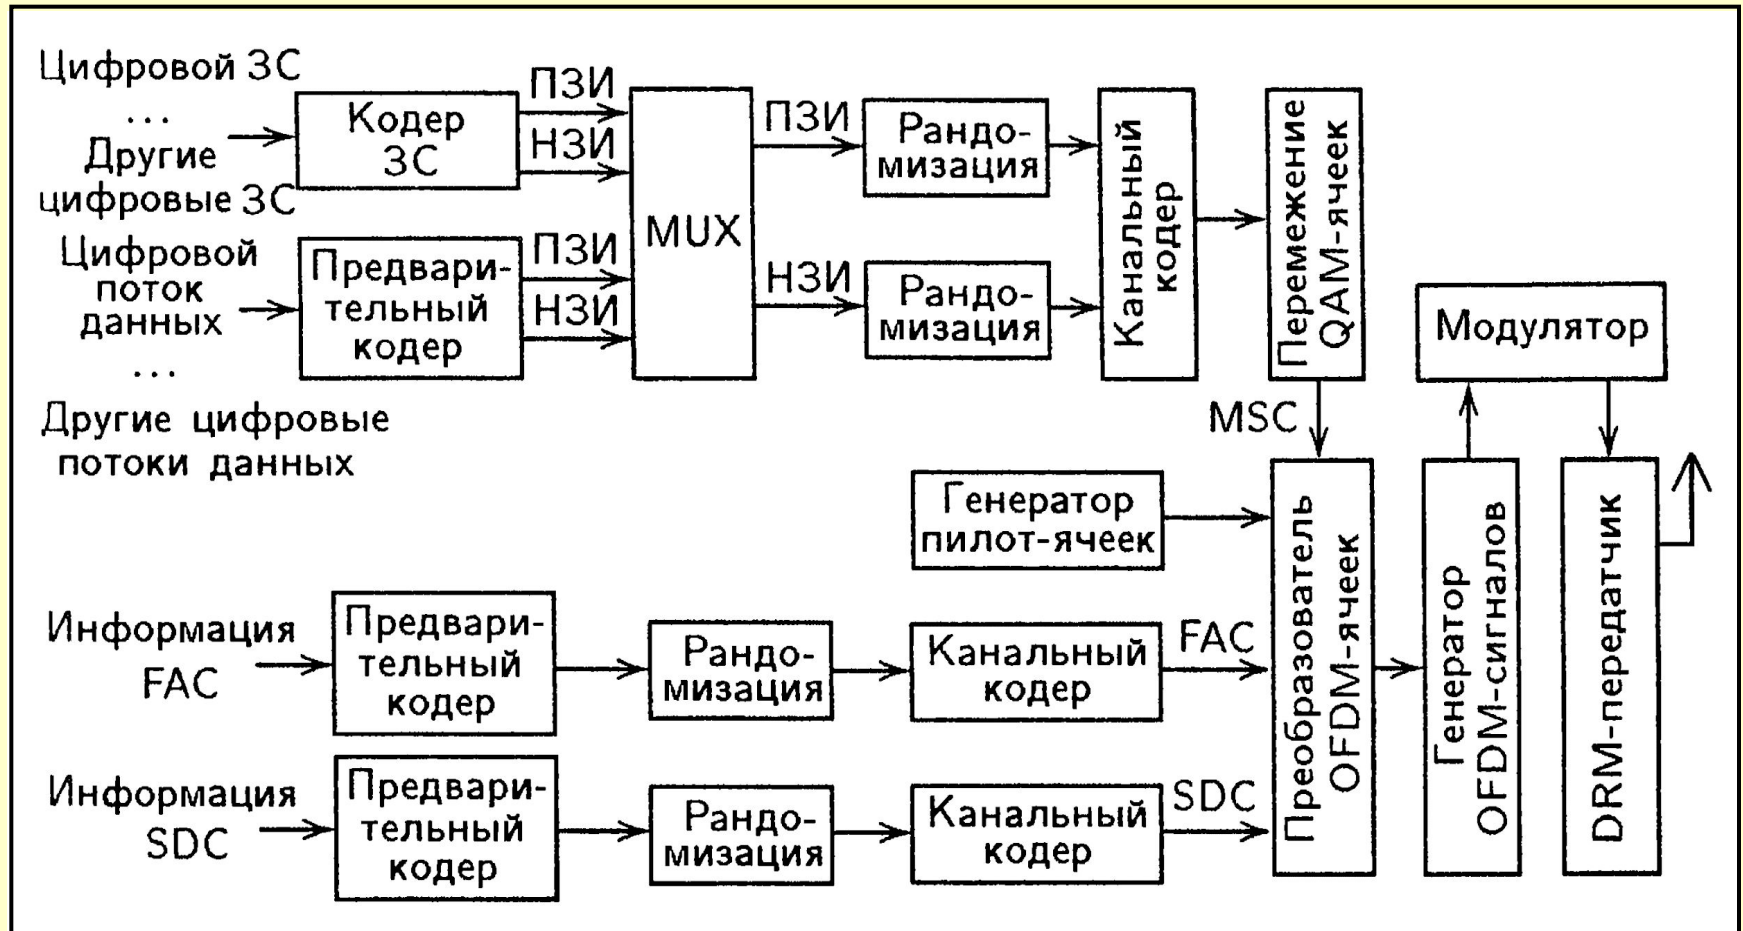 Цифровой ЗС
...
Другие
цифровые ЗС
Кодер
ЗС
ПЗИ
НЗИ
Цифровой
поток
данных
...
Другие цифровые
потоки данных
Предвари-
тельный
кодер
ПЗИ
НЗИ
MUX
ПЗИ
НЗИ
Рандо-
мизация
Рандо-
мизация
Канальный
кодер
Перемежение
QAM-ячеек
MSC
Модулятор
Генератор
пилот-ячеек
Информация
FAC
Предвари-
тельный
кодер
Рандо-
мизация
Канальный
кодер
FAC
Информация
SDC
Предвари-
тельный
кодер
Рандо-
мизация
Канальный
кодер
SDC
Преобразователь
OFDM-ячеек
Генератор
OFDM-сигналов
DRM-передатчик